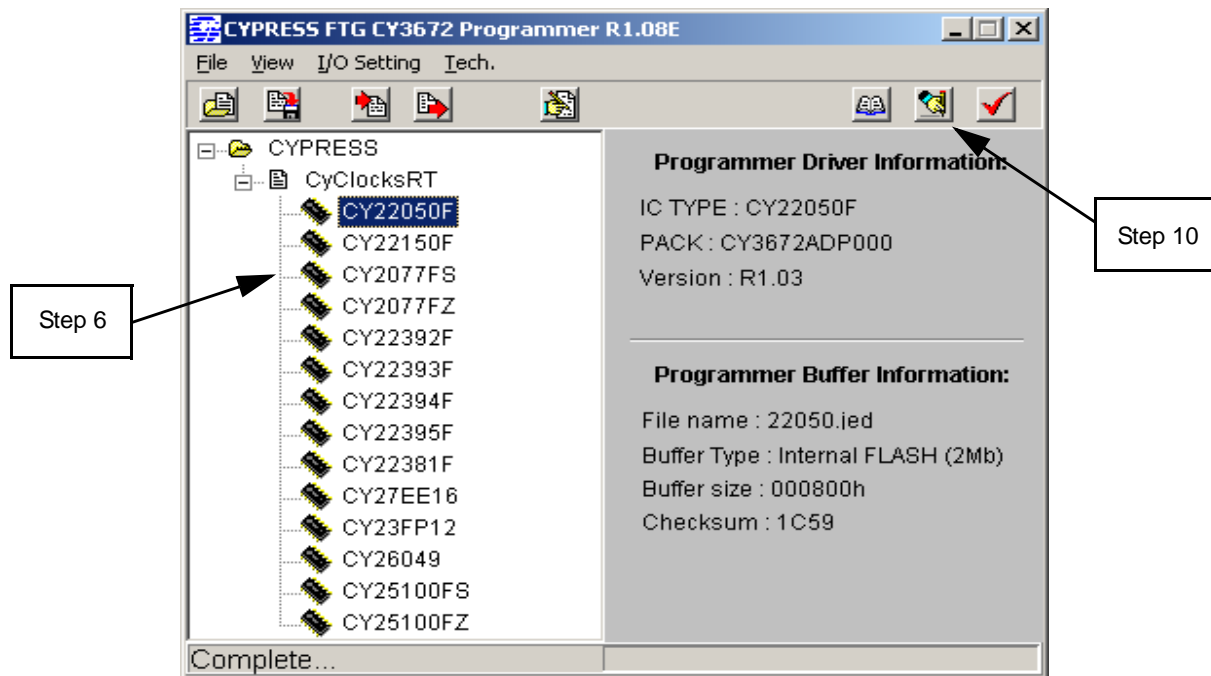 CYPRESS FTG CY3672 Programmer R1.08E
File View I/O Setting Tech.
CYPRESS
CyClocksRT
CY22050F
CY22150F
CY2077FS
CY2077FZ
CY22392F
CY22393F
CY22394F
CY22395F
CY22381F
CY27EE16
CY23FP12
CY26049
CY25100FS
CY25100FZ
Programmer Driver Information:
IC TYPE : CY22050F
PACK : CY3672ADP000
Version : R1.03
Programmer Buffer Information:
File name : 22050.jed
Buffer Type : Internal FLASH (2Mb)
Buffer size : 000800h
Checksum : 1C59
Complete...
Step 6
Step 10